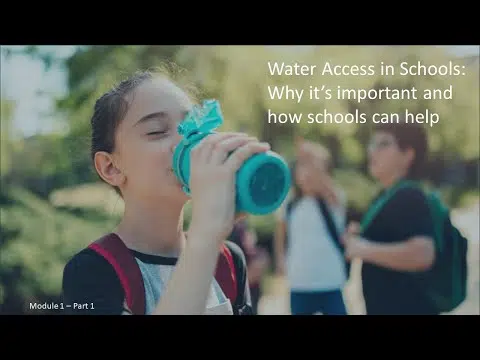 Water Access in Schools:
Why it's important and
how schools can help
Module 1 – Part 1